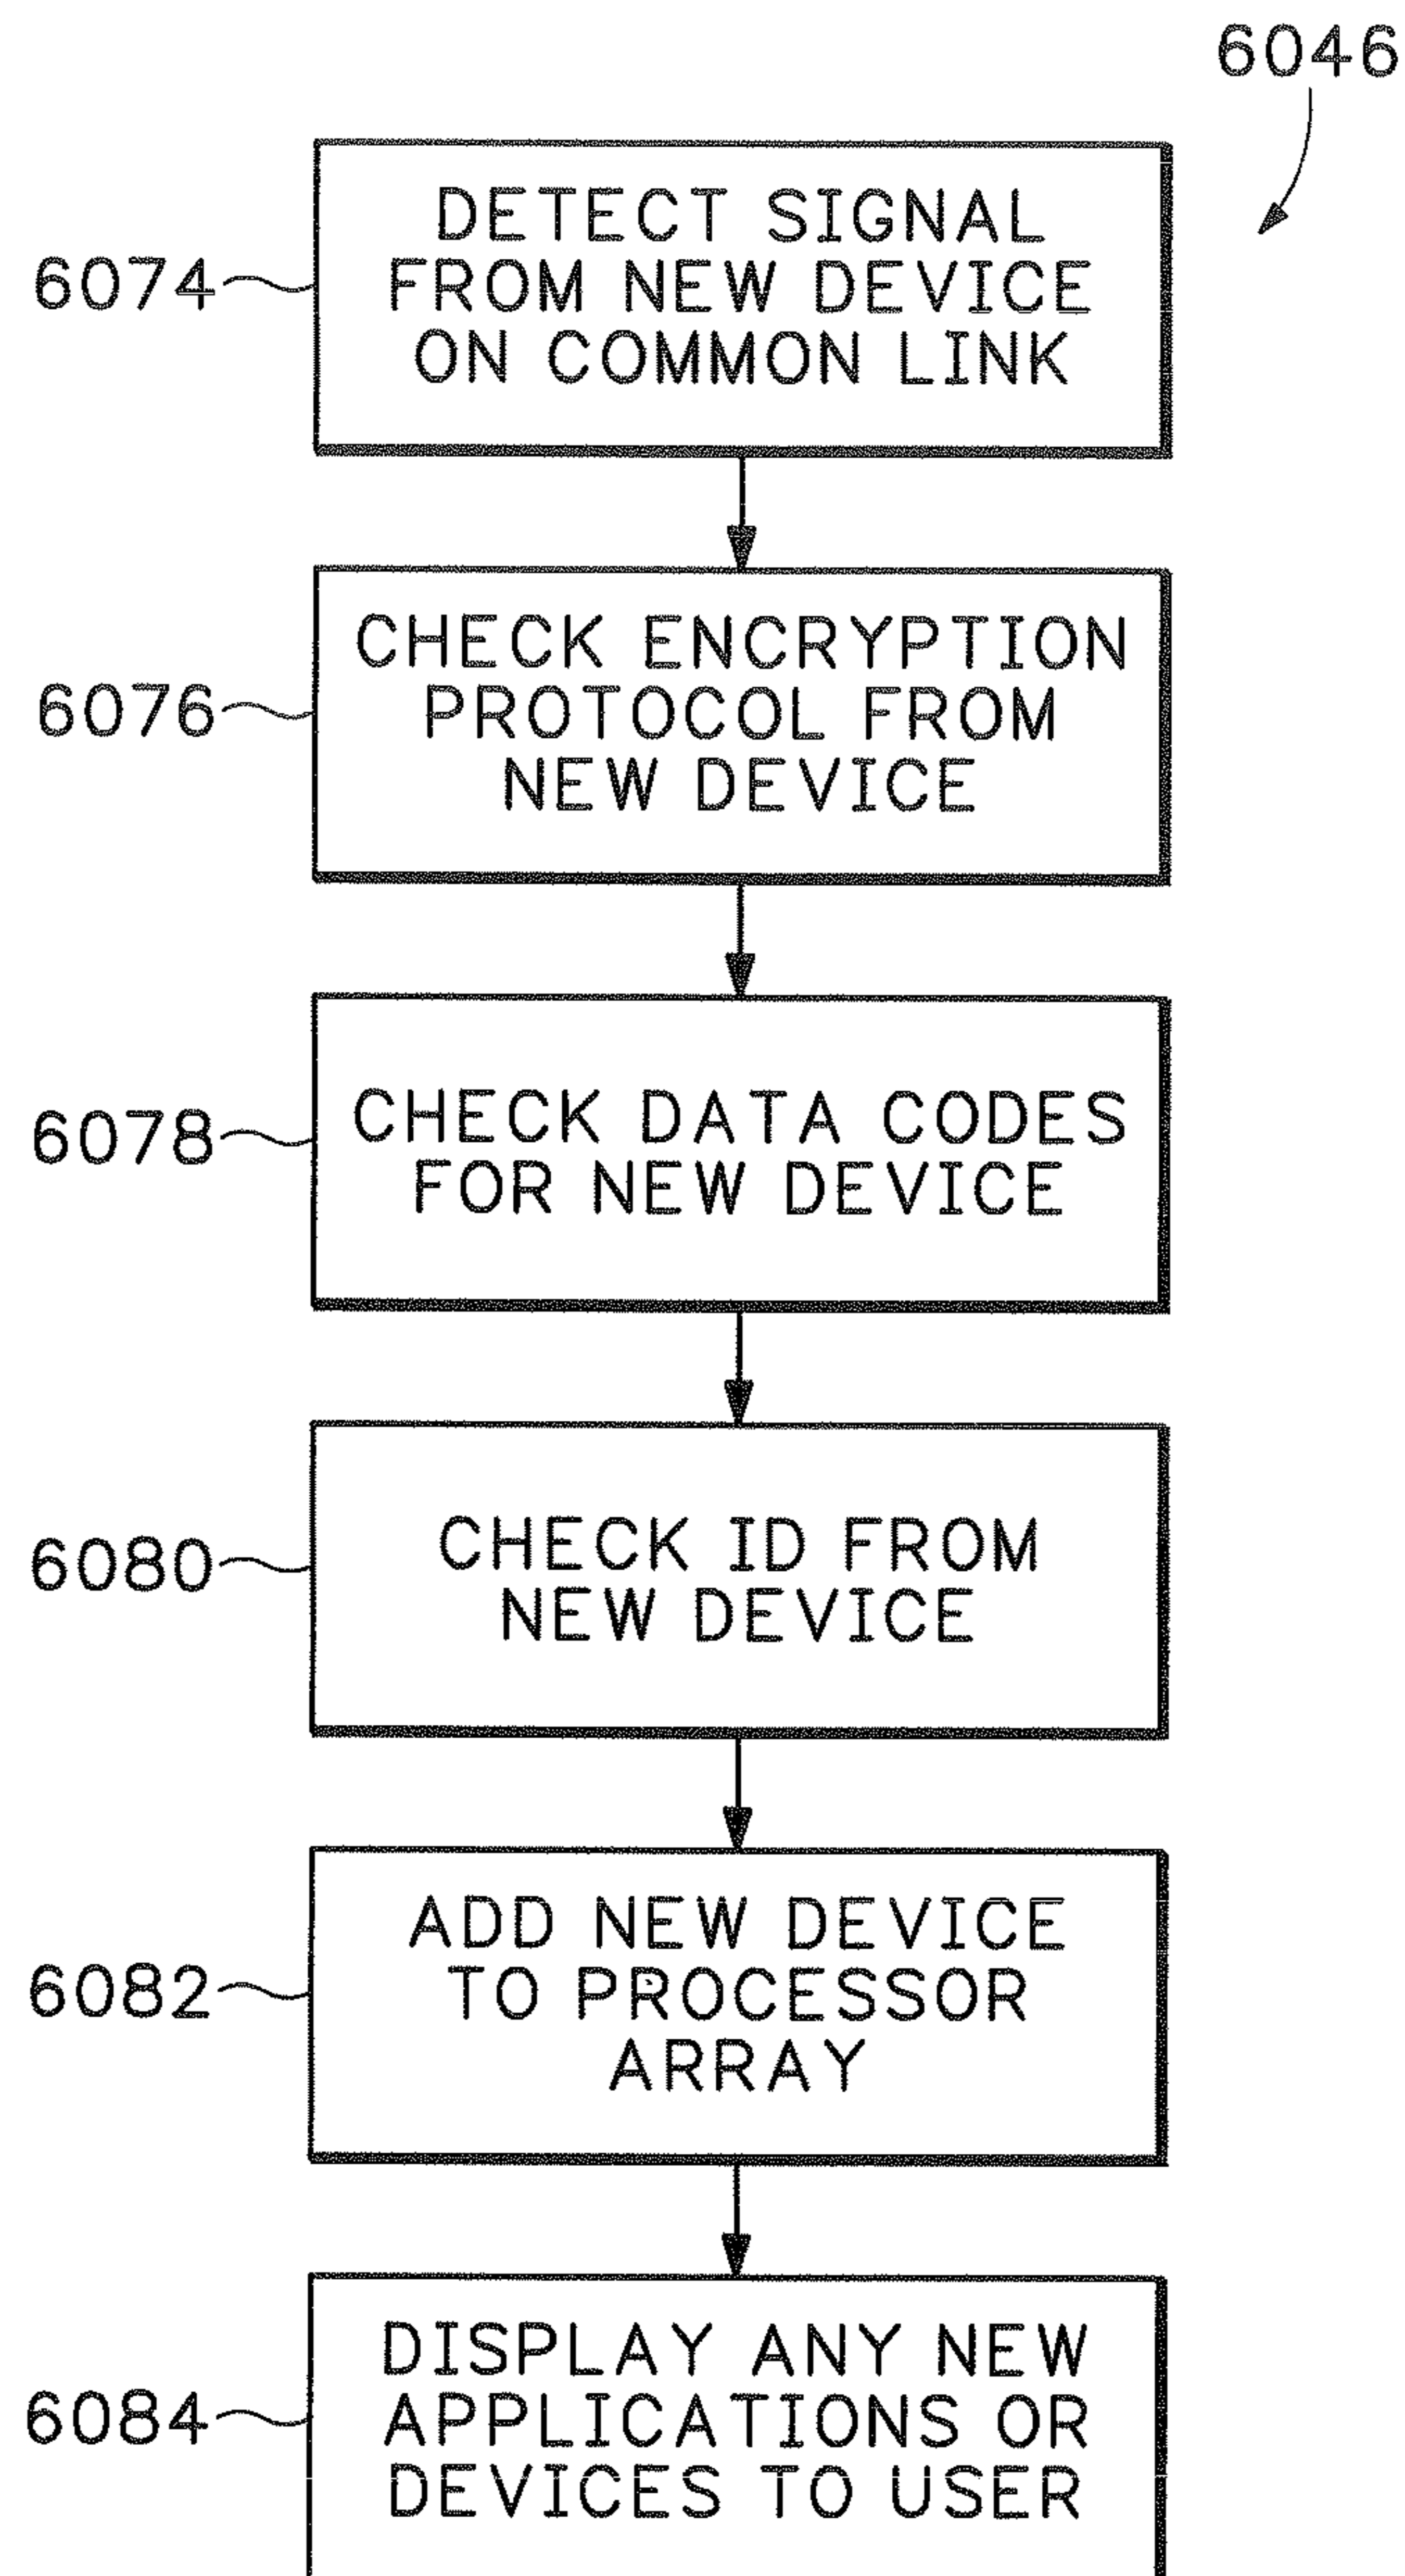 6046
DETECT SIGNAL
FROM NEW DEVICE
ON COMMON LINK
6074
CHECK ENCRYPTION
PROTOCOL FROM
NEW DEVICE
6076
CHECK DATA CODES
FOR NEW DEVICE
6078
CHECK ID FROM
NEW DEVICE
6080
ADD NEW DEVICE
TO PROCESSOR
ARRAY
6082
DISPLAY ANY NEW
APPLICATIONS OR
DEVICES TO USER
6084